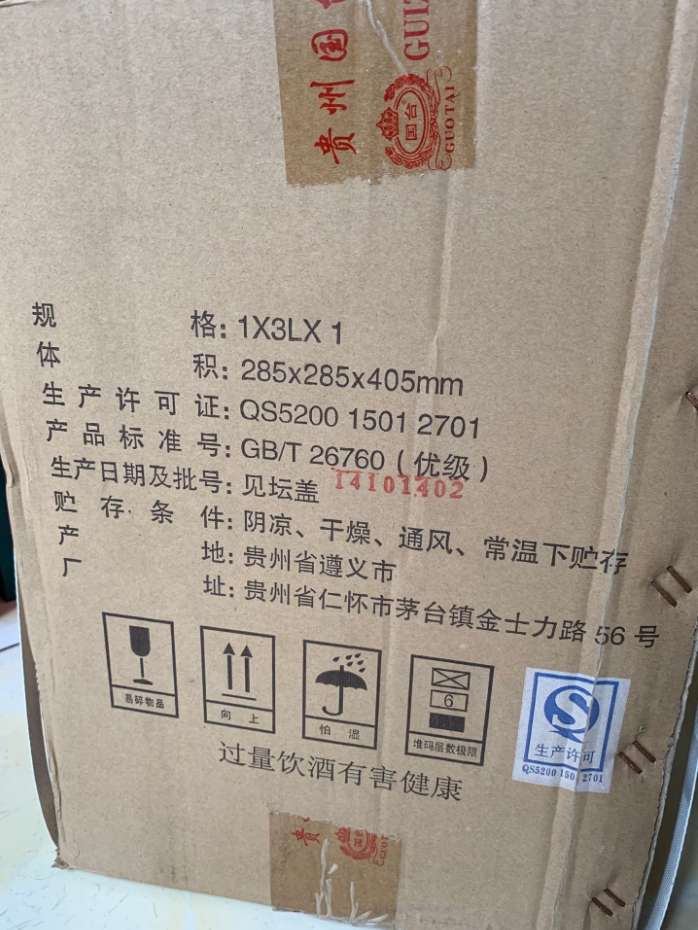 贵州国
GUI
国台
GUOTAI
规 格: 1X3LX 1
体 积: 285x285x405mm
生产许可证: QS5200 1501 2701
产品标准号: GB/T 26760（优级）
生产日期及批号: 见坛盖 14101402
贮存条件: 阴凉、干燥、通风、常温下贮存
产 地: 贵州省遵义市
厂 址: 贵州省仁怀市茅台镇金士力路 56 号
易碎物品
向上
怕湿
6
堆码层数极限
生产许可
QS5200 1501 2701
过量饮酒有害健康
贵